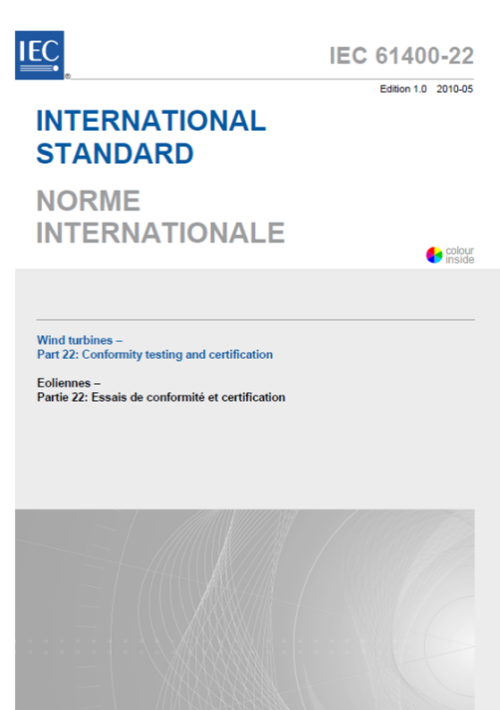 IEC
®
IEC 61400-22
Edition 1.0 2010-05
INTERNATIONAL
STANDARD
NORME
INTERNATIONALE
colour
inside
Wind turbines –
Part 22: Conformity testing and certification
Eoliennes –
Partie 22: Essais de conformité et certification